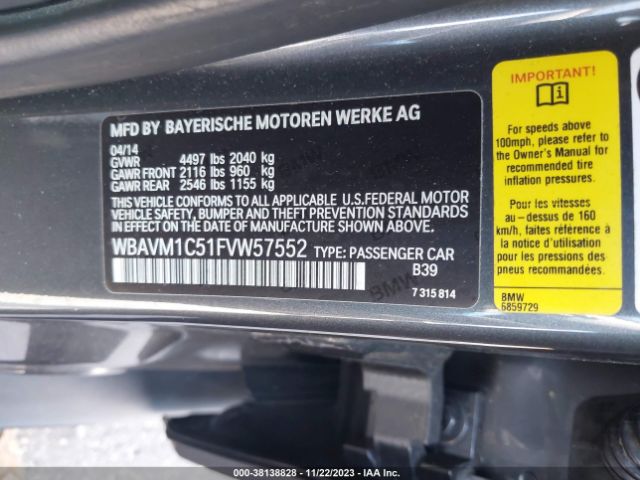 MFD BY BAYERISCHE MOTOREN WERKE AG
04/14
GVWR 4497 lbs 2040 kg
GAWR FRONT 2116 lbs 960 kg
GAWR REAR 2546 lbs 1155 kg
THIS VEHICLE CONFORMS TO ALL APPLICABLE U.S.FEDERAL MOTOR
VEHICLE SAFETY, BUMPER AND THEFT PREVENTION STANDARDS
IN EFFECT ON THE DATE OF MANUFACTURE SHOWN ABOVE.
WBAVM1C51FVW57552 TYPE: PASSENGER CAR
B39
BMW
7 315 814
IMPORTANT!
For speeds above
100mph, please refer to
the Owner's Manual for
recommended tire
inflation pressures.
Pour les vitesses
au-dessus de 160
km/h, faites référence à
la notice d'utilisation
pour les pressions des
pneus recommandées.
BMW
6859729
000-38138828 - 11/22/2023 - IAA Inc.